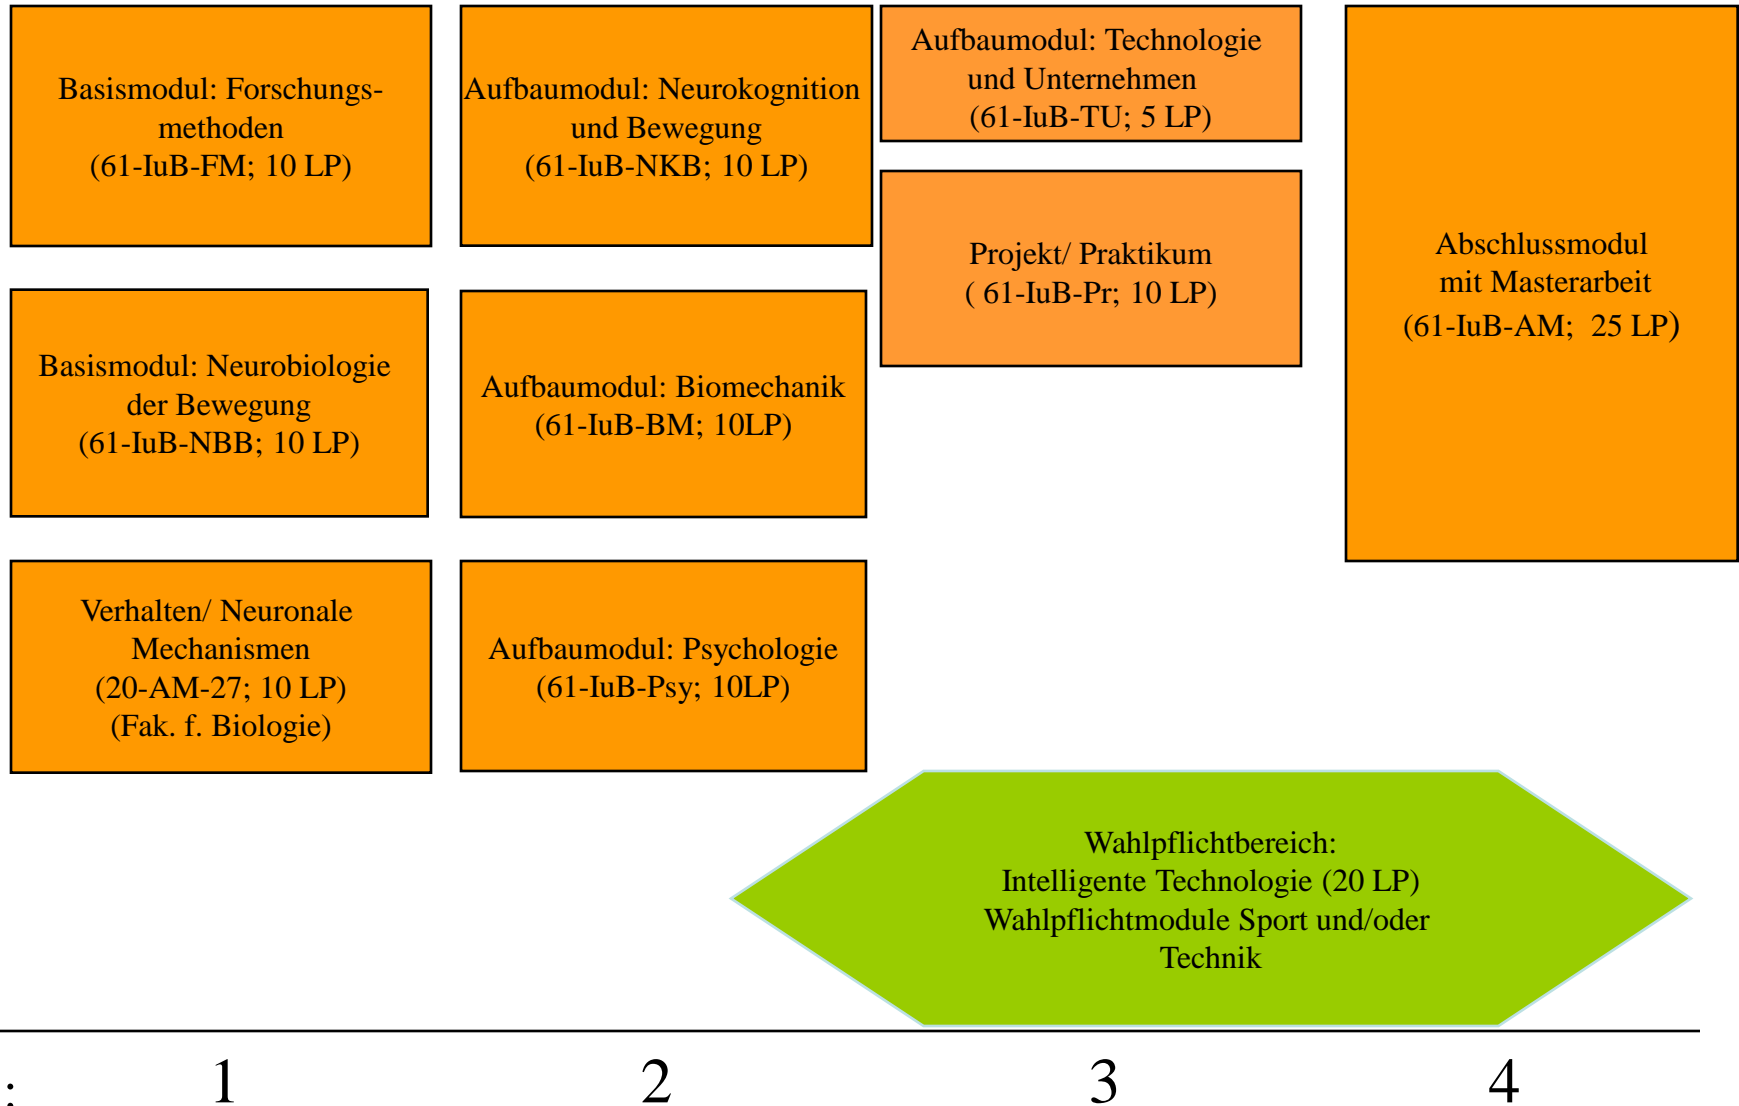 Basismodul: Forschungs-
methoden
(61-IuB-FM; 10 LP)
Basismodul: Neurobiologie
der Bewegung
(61-IuB-NBB; 10 LP)
Verhalten/ Neuronale
Mechanismen
(20-AM-27; 10 LP)
(Fak. f. Biologie)
Aufbaumodul: Neurokognition
und Bewegung
(61-IuB-NKB; 10 LP)
Aufbaumodul: Biomechanik
(61-IuB-BM; 10LP)
Aufbaumodul: Psychologie
(61-IuB-Psy; 10LP)
Aufbaumodul: Technologie
und Unternehmen
(61-IuB-TU; 5 LP)
Projekt/ Praktikum
( 61-IuB-Pr; 10 LP)
Abschlussmodul
mit Masterarbeit
(61-IuB-AM;  25 LP)
Wahlpflichtbereich:
Intelligente Technologie (20 LP)
Wahlpflichtmodule Sport und/oder
Technik
: 1 2 3 4